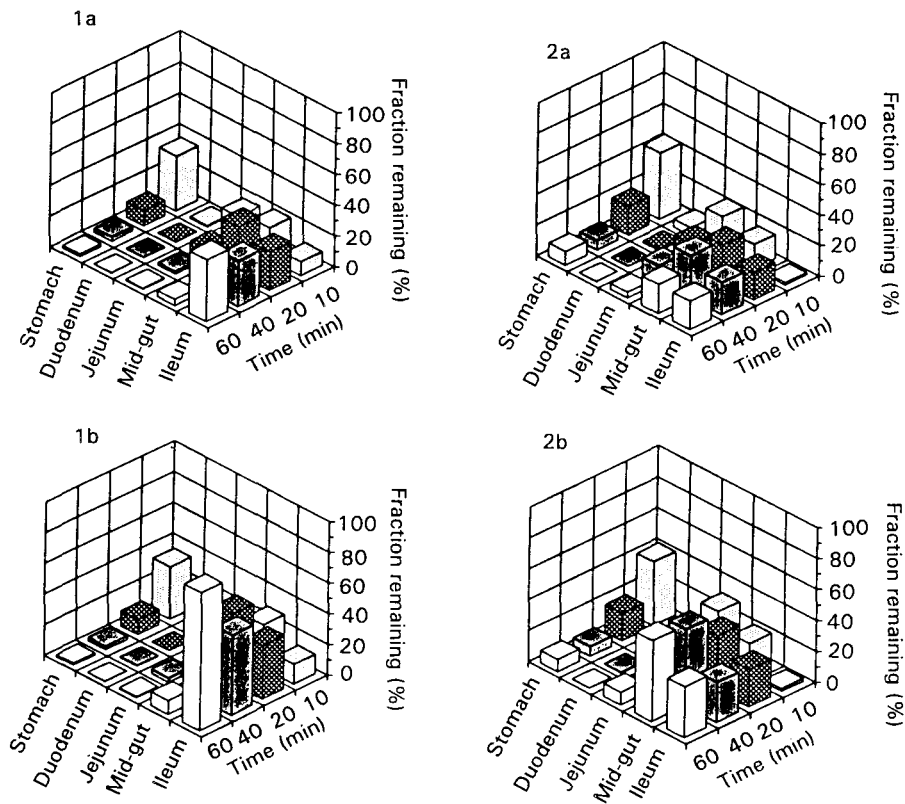 1a
Fraction remaining (%)
100
80
60
40
20
0
Stomach
Duodenum
Jejunum
Mid-gut
Ileum
60 40 20 10
Time (min)
2a
Fraction remaining (%)
100
80
60
40
20
0
Stomach
Duodenum
Jejunum
Mid-gut
Ileum
60 40 20 10
Time (min)
1b
Fraction remaining (%)
100
80
60
40
20
0
Stomach
Duodenum
Jejunum
Mid-gut
Ileum
60 40 20 10
Time (min)
2b
Fraction remaining (%)
100
80
60
40
20
0
Stomach
Duodenum
Jejunum
Mid-gut
Ileum
60 40 20 10
Time (min)